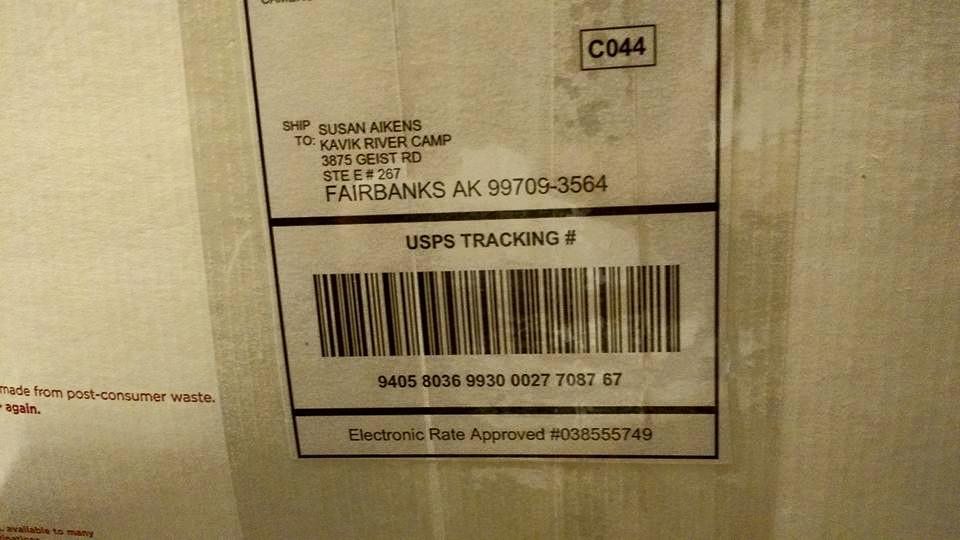 C044
SHIP TO: SUSAN AIKENS
KAVIK RIVER CAMP
3875 GEIST RD
STE E # 267
FAIRBANKS AK 99709-3564
USPS TRACKING #
9405 8036 9930 0027 7087 67
Electronic Rate Approved #038555749
made from post-consumer waste.
again.
available to many